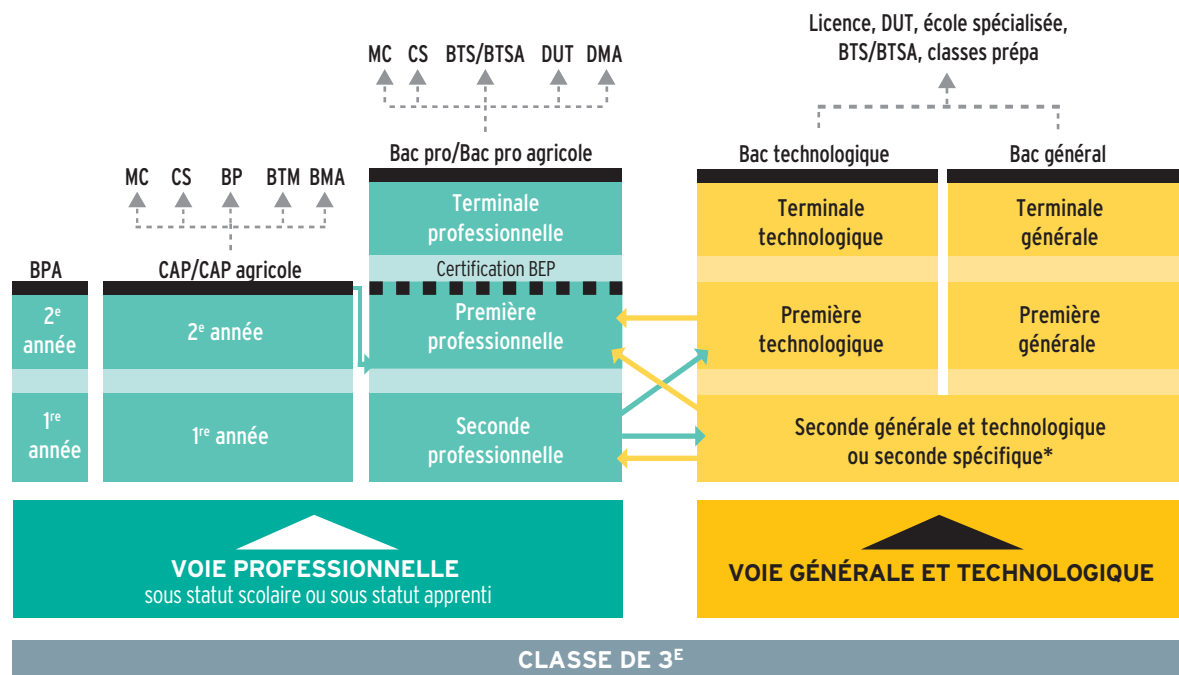 Licence, DUT, école spécialisée,
BTS/BTSA, classes prépa
MC CS BTS/BTSA DUT DMA
Bac pro/Bac pro agricole
Bac technologique
Bac général
MC CS BP BTM BMA
Terminale
professionnelle
Terminale
technologique
Terminale
générale
BPA
CAP/CAP agricole
Certification BEP
2e
année
2e année
Première
professionnelle
Première
technologique
Première
générale
1re
année
1re année
Seconde
professionnelle
Seconde générale et technologique
ou seconde spécifique*
VOIE PROFESSIONNELLE
sous statut scolaire ou sous statut apprenti
VOIE GÉNÉRALE ET TECHNOLOGIQUE
CLASSE DE 3E